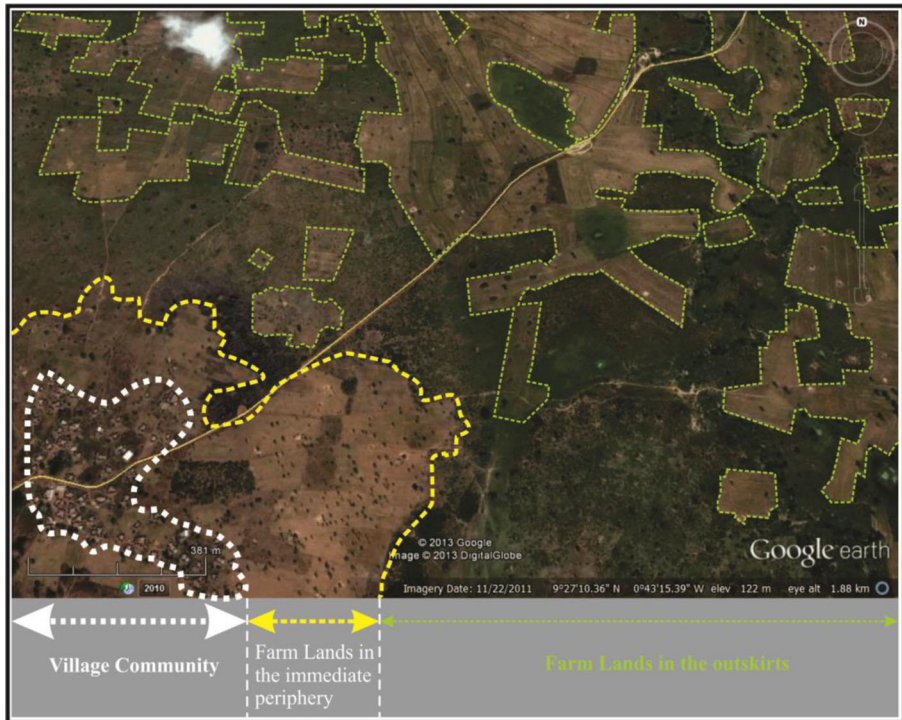 N
381 m
2010
© 2013 Google
Image © 2013 DigitalGlobe
Google earth
Imagery Date: 11/22/2011 9°27'10.36" N 0°43'15.39" W elev 122 m eye alt 1.88 km
Village Community
Farm Lands in
the immediate
periphery
Farm Lands in the outskirts